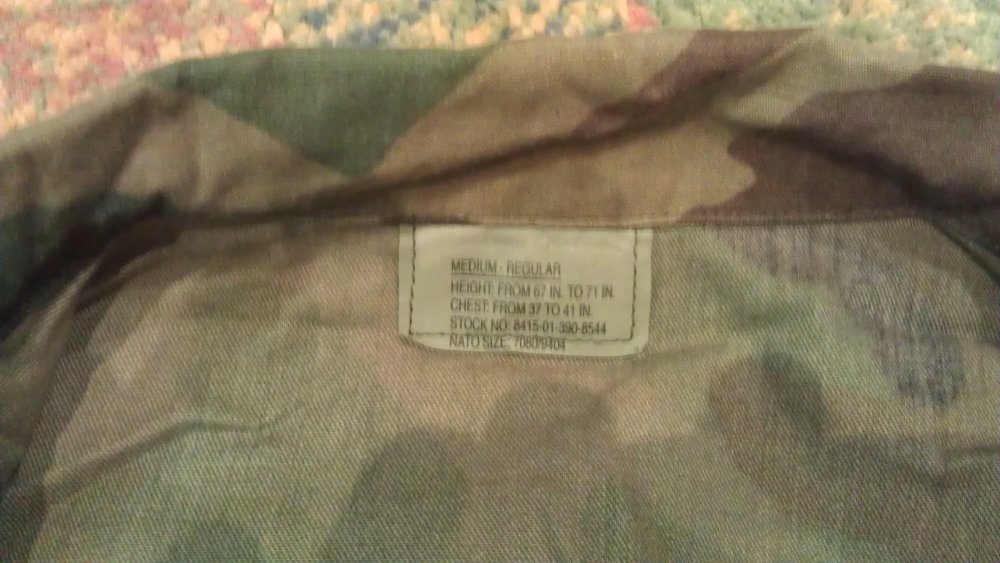 MEDIUM - REGULAR
HEIGHT: FROM 67 IN. TO 71 IN.
CHEST: FROM 37 TO 41 IN.
STOCK NO: 8415-01-390-8544
NATO SIZE: 7080/9404